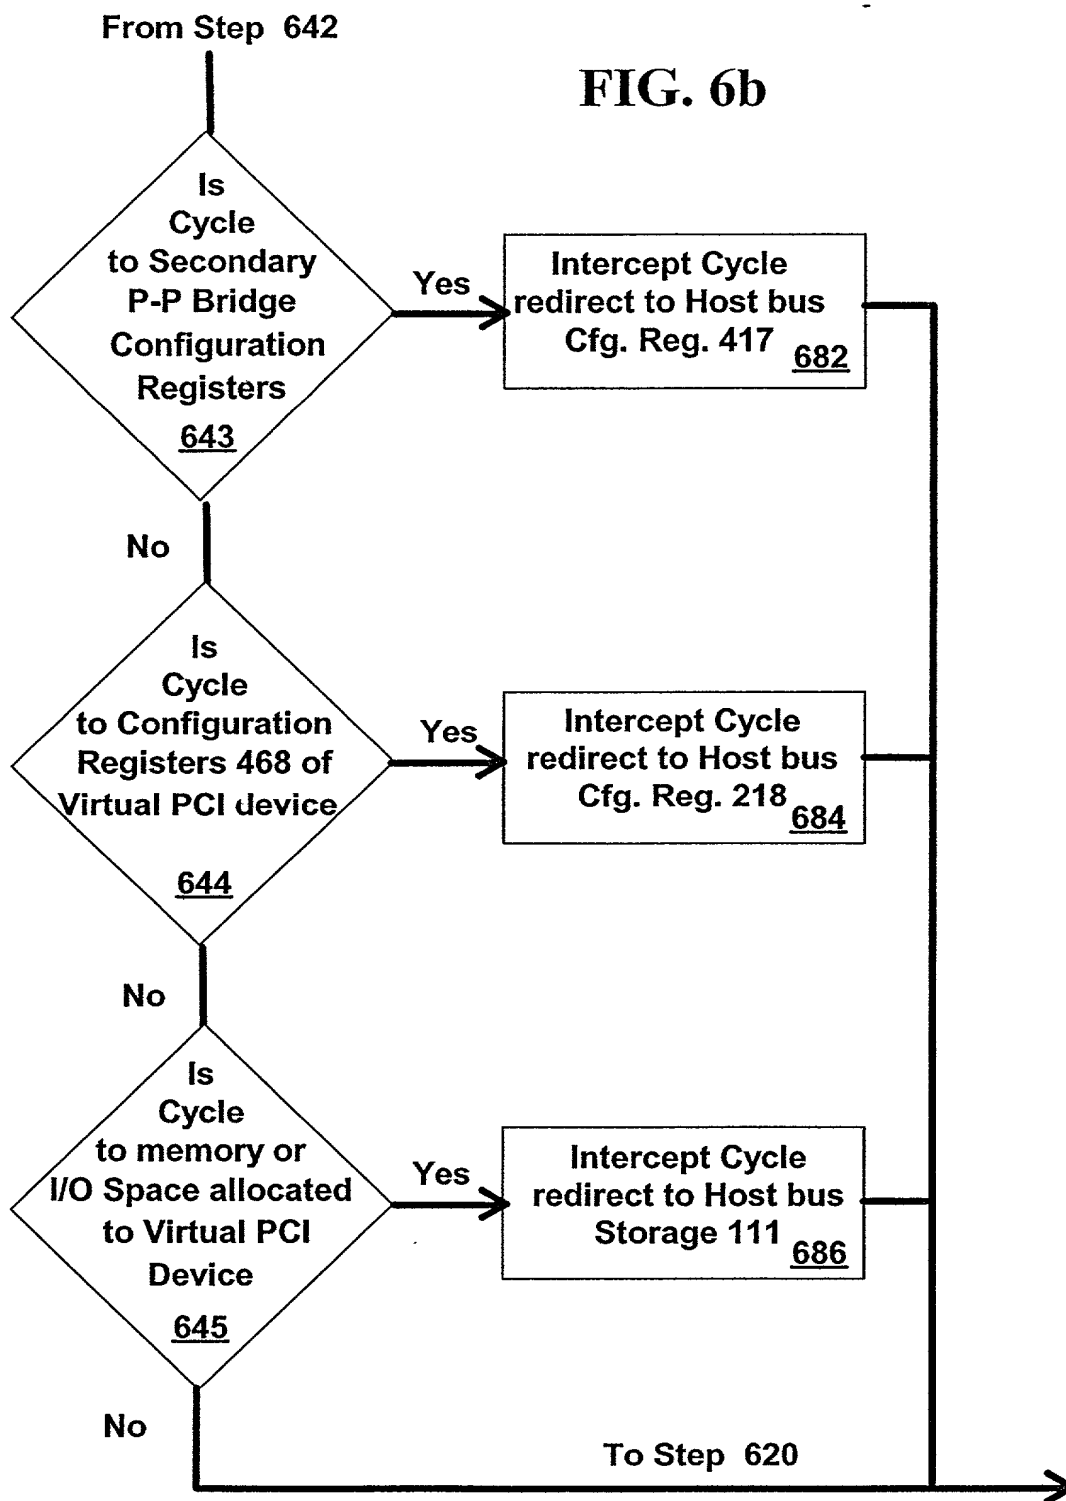 From Step 642
FIG. 6b
Is
Cycle
to Secondary
P-P Bridge
Configuration
Registers
643
Yes
Intercept Cycle
redirect to Host bus
Cfg. Reg. 417
682
No
Is
Cycle
to Configuration
Registers 468 of
Virtual PCI device
644
Yes
Intercept Cycle
redirect to Host bus
Cfg. Reg. 218
684
No
Is
Cycle
to memory or
I/O Space allocated
to Virtual PCI
Device
645
Yes
Intercept Cycle
redirect to Host bus
Storage 111
686
No
To Step 620